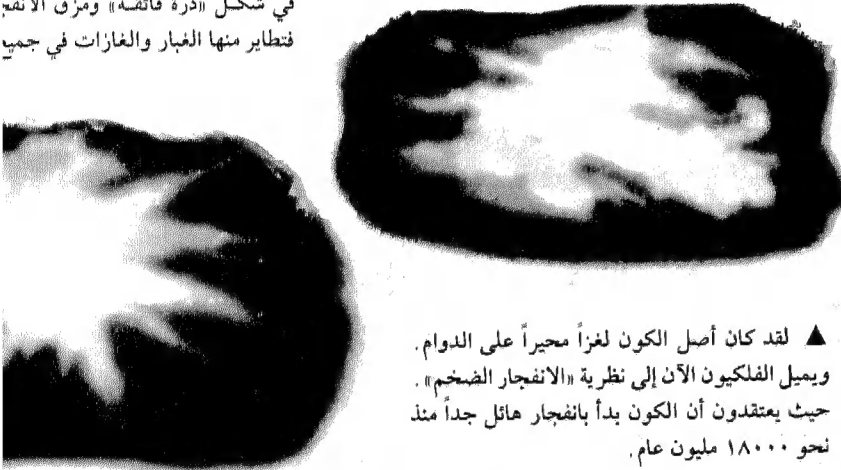 في شكل «ذرة فائقة» ومزق
فتطاير منها الغبار والغازات في
▲ لقد كان أصل الكون لغزاً محيراً على الدوام.
ويميل الفلكيون الآن إلى نظرية «الانفجار الضخم».
حيث يعتقدون أن الكون بدأ بانفجار هائل جداً منذ
نحو ١٨٠٠٠ مليون عام.